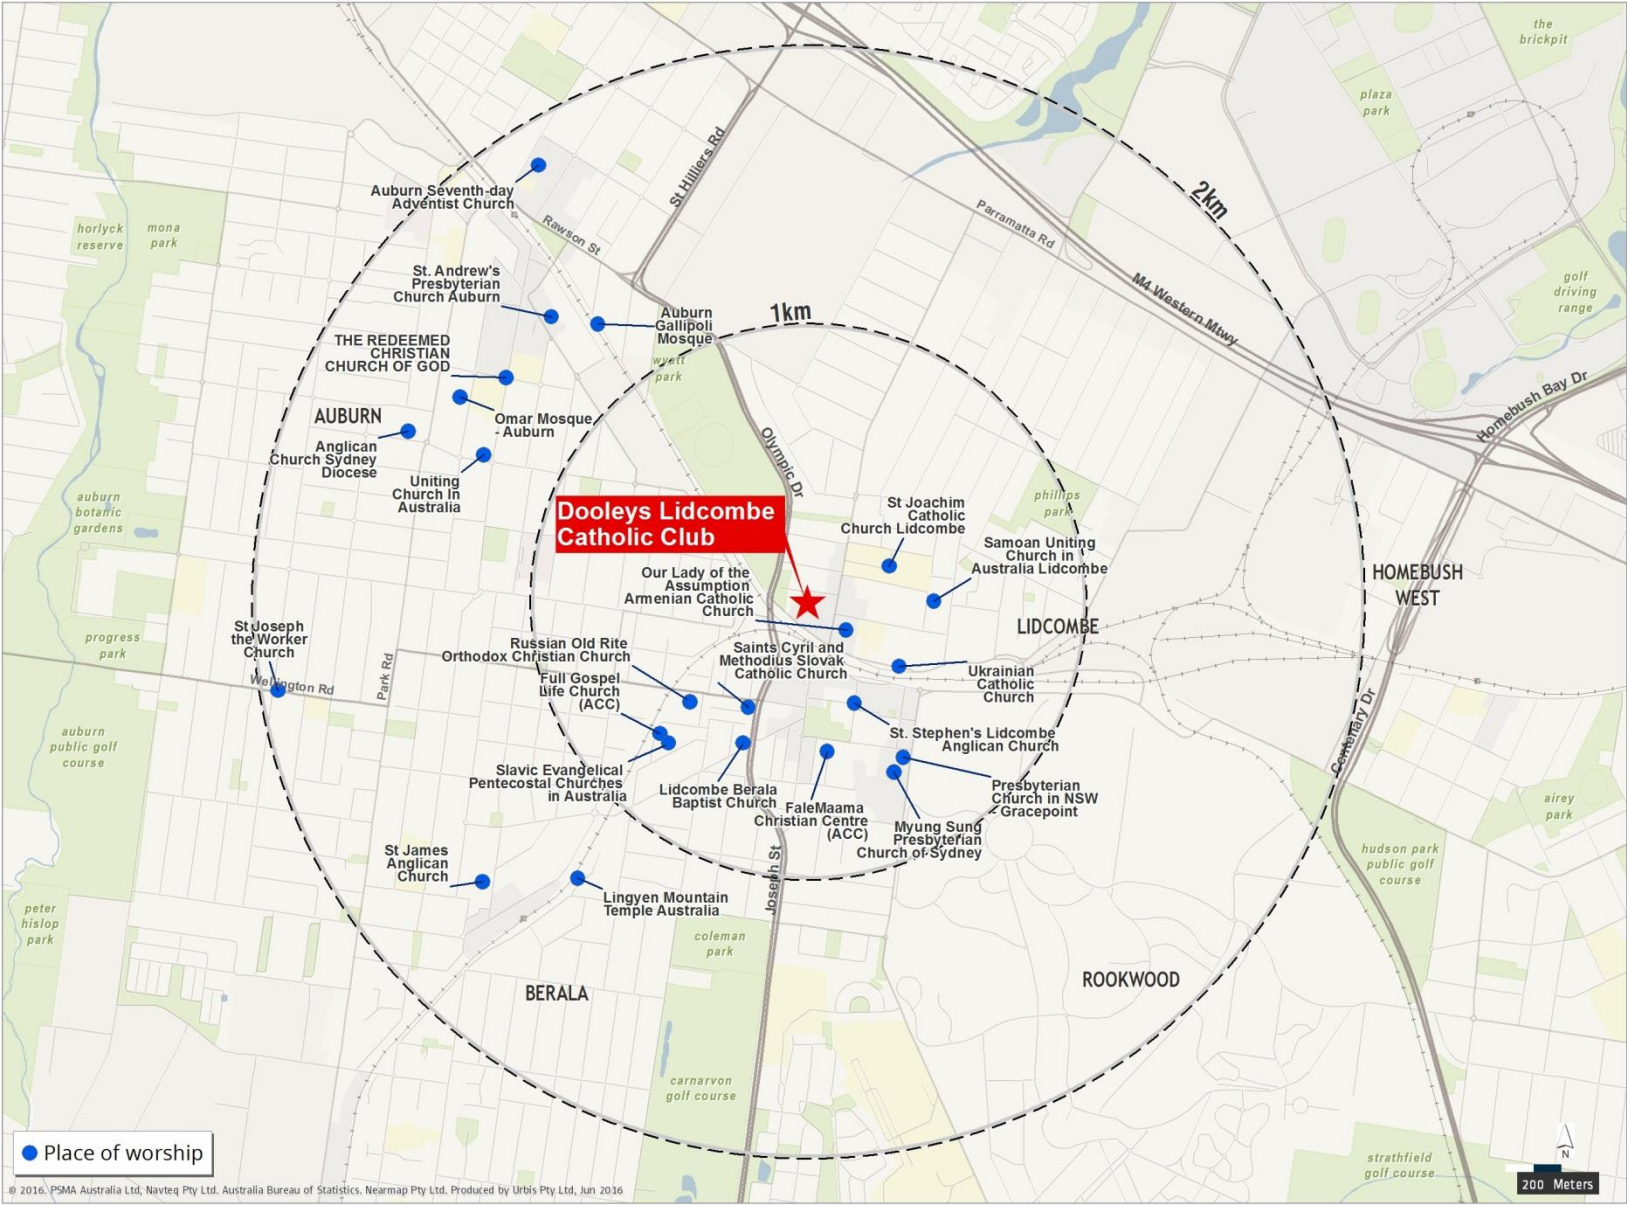 the
brickpit
plaza
park
2km
St Hilliers Rd
Auburn Seventh-day
Adventist Church
Rawson St
Parramatta Rd
horlyck
reserve
mona
park
St. Andrew's
Presbyterian
Church Auburn
golf
driving
range
M4 Western Mtwy
1km
Auburn
Gallipoli
Mosque
THE REDEEMED
CHRISTIAN
CHURCH OF GOD
wyatt
park
Homebush Bay Dr
AUBURN
Omar Mosque
- Auburn
Anglican
Church Sydney
Diocese
Uniting
Church In
Australia
Olympic Dr
auburn
botanic
gardens
Dooleys Lidcombe
Catholic Club
St Joachim
Catholic
Church Lidcombe
phillips
park
Samoan Uniting
Church in
Australia Lidcombe
Our Lady of the
Assumption
Armenian Catholic
Church
HOMEBUSH
WEST
LIDCOMBE
progress
park
St Joseph
the Worker
Church
Russian Old Rite
Orthodox Christian Church
Saints Cyril and
Methodius Slovak
Catholic Church
Ukrainian
Catholic
Church
Park Rd
Wellington Rd
Full Gospel
Life Church
(ACC)
auburn
public golf
course
St. Stephen's Lidcombe
Anglican Church
Centenary Dr
Slavic Evangelical
Pentecostal Churches
in Australia
Lidcombe Berala
Baptist Church
FaleMaama
Christian Centre
(ACC)
Presbyterian
Church in NSW
- Gracepoint
Myung Sung
Presbyterian
Church of Sydney
airey
park
St James
Anglican
Church
Joseph St
hudson park
public golf
course
Lingyen Mountain
Temple Australia
peter
hislop
park
coleman
park
BERALA
ROOKWOOD
carnarvon
golf course
Place of worship
strathfield
golf course
N
200 Meters
© 2016. PSMA Australia Ltd, Navteq Pty Ltd. Australia Bureau of Statistics. Nearmap Pty Ltd. Produced by Urbis Pty Ltd, Jun 2016